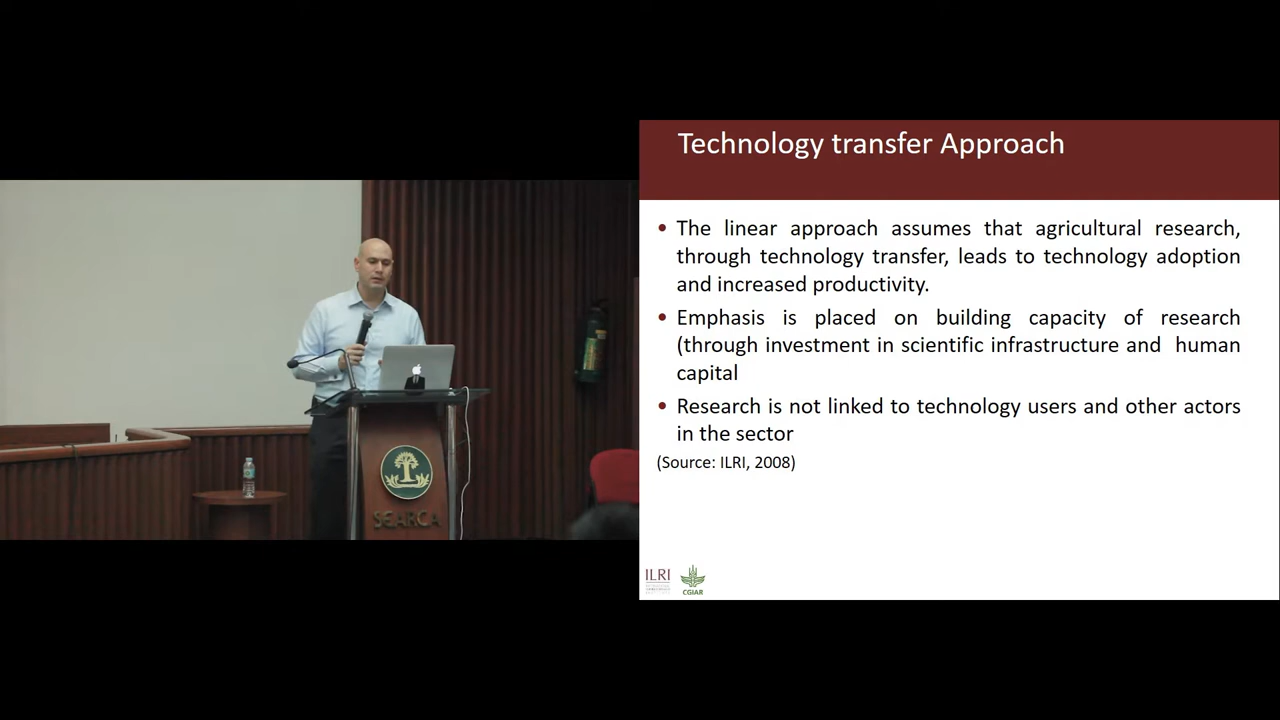 Technology transfer Approach
• The linear approach assumes that agricultural research,
through technology transfer, leads to technology adoption
and increased productivity.
• Emphasis is placed on building capacity of research
(through investment in scientific infrastructure and human
capital
• Research is not linked to technology users and other actors
in the sector
(Source: ILRI, 2008)
SEARCA
ILRI
CGIAR